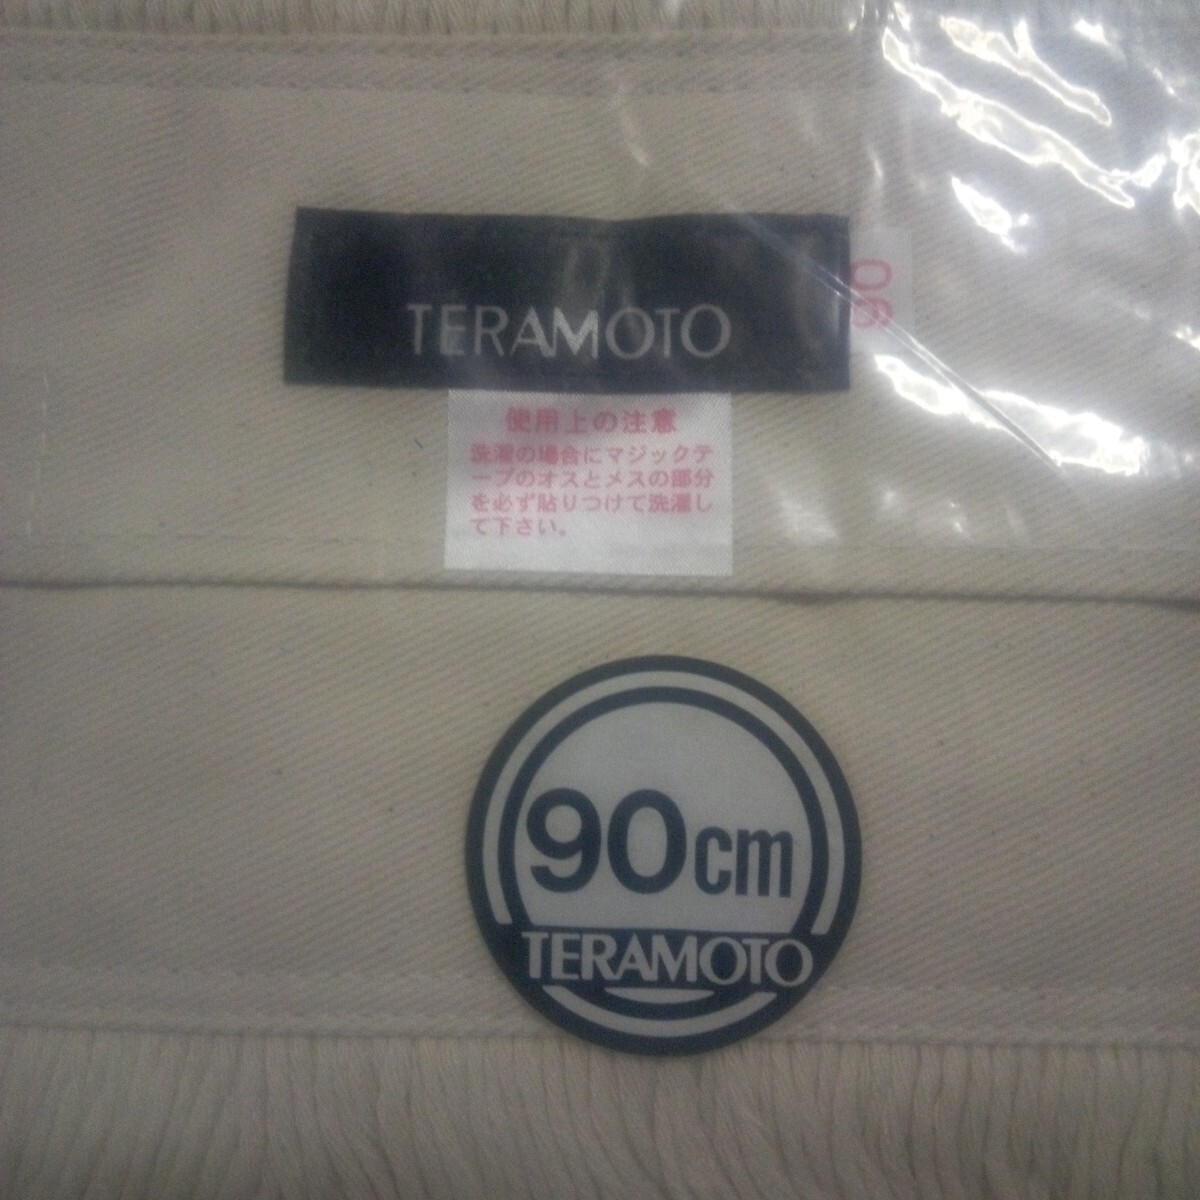 TERAMOTO
90
使用上の注意
洗濯の場合にマジックテ
ープのオスとメスの部分
を必ず貼りつけて洗濯し
て下さい。
90cm
TERAMOTO